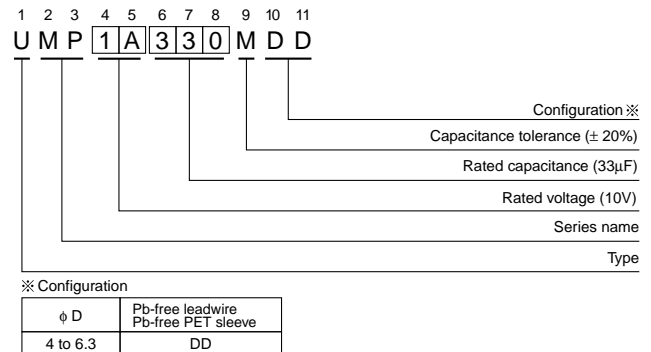 1 2 3 4 5 6 7 8 9 10 11
U M P 1 A 3 3 0 M D D
Configuration ※
Capacitance tolerance (± 20%)
Rated capacitance (33µF)
Rated voltage (10V)
Series name
Type
※ Configuration
ϕ D
Pb-free leadwire
Pb-free PET sleeve
4 to 6.3
DD